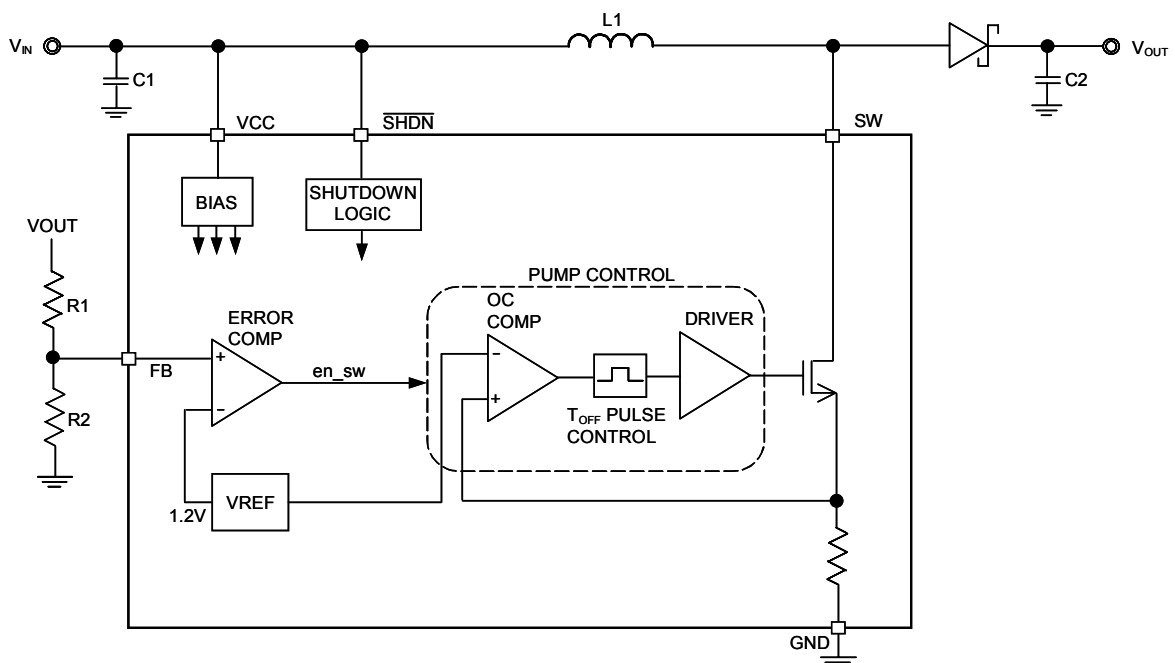 L1
VIN
VOUT
C1
C2
VCC
SHDN
SW
BIAS
SHUTDOWN
LOGIC
VOUT
PUMP CONTROL
R1
OC
COMP
DRIVER
ERROR
COMP
+
−
FB
en_sw
−
+
R2
TOFF PULSE
CONTROL
VREF
1.2V
GND